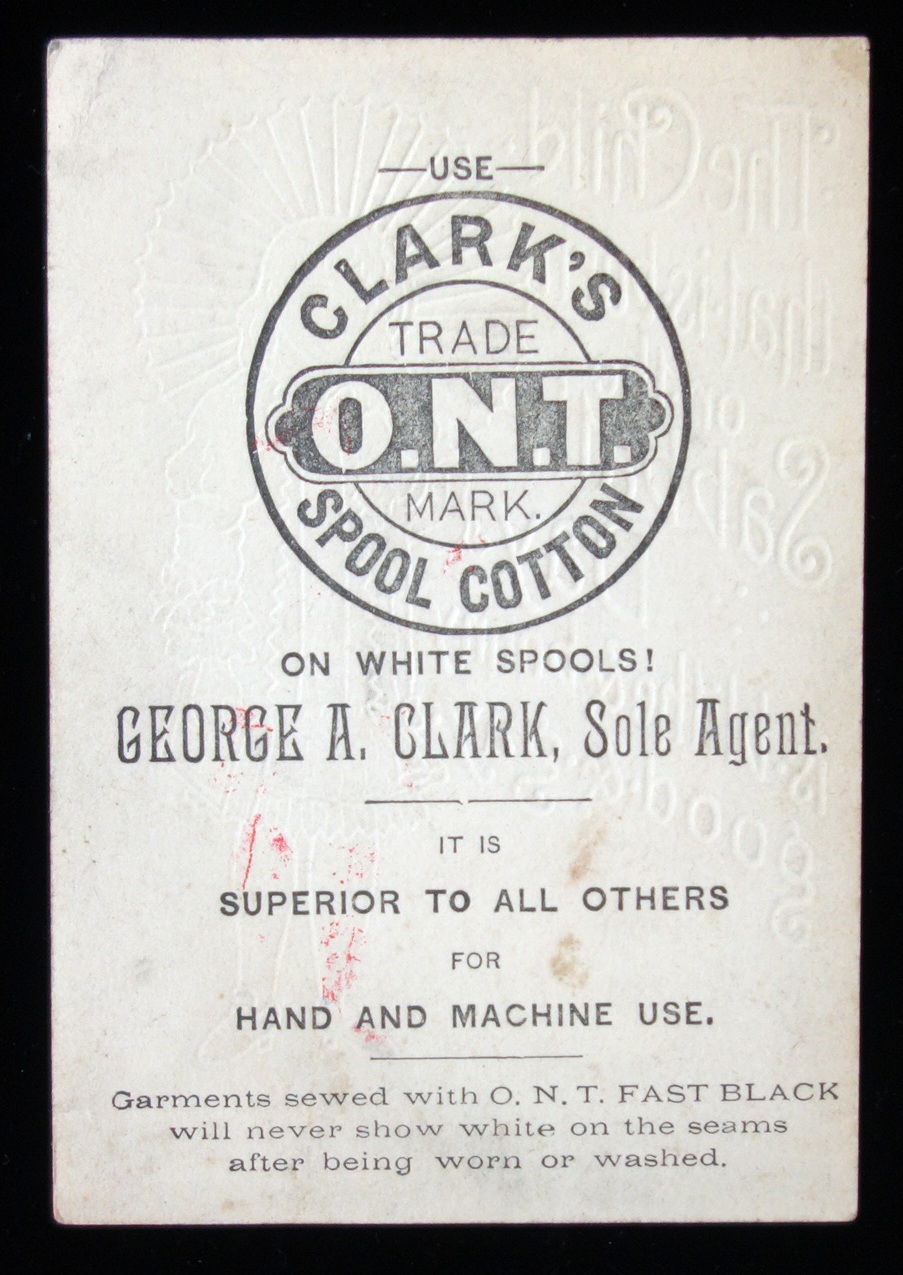 —USE—
CLARK'S
TRADE
O.N.T.
MARK.
SPOOL COTTON
ON WHITE SPOOLS!
GEORGE A. CLARK, Sole Agent.
IT IS
SUPERIOR TO ALL OTHERS
FOR
HAND AND MACHINE USE.
Garments sewed with O. N. T. FAST BLACK
will never show white on the seams
after being worn or washed.